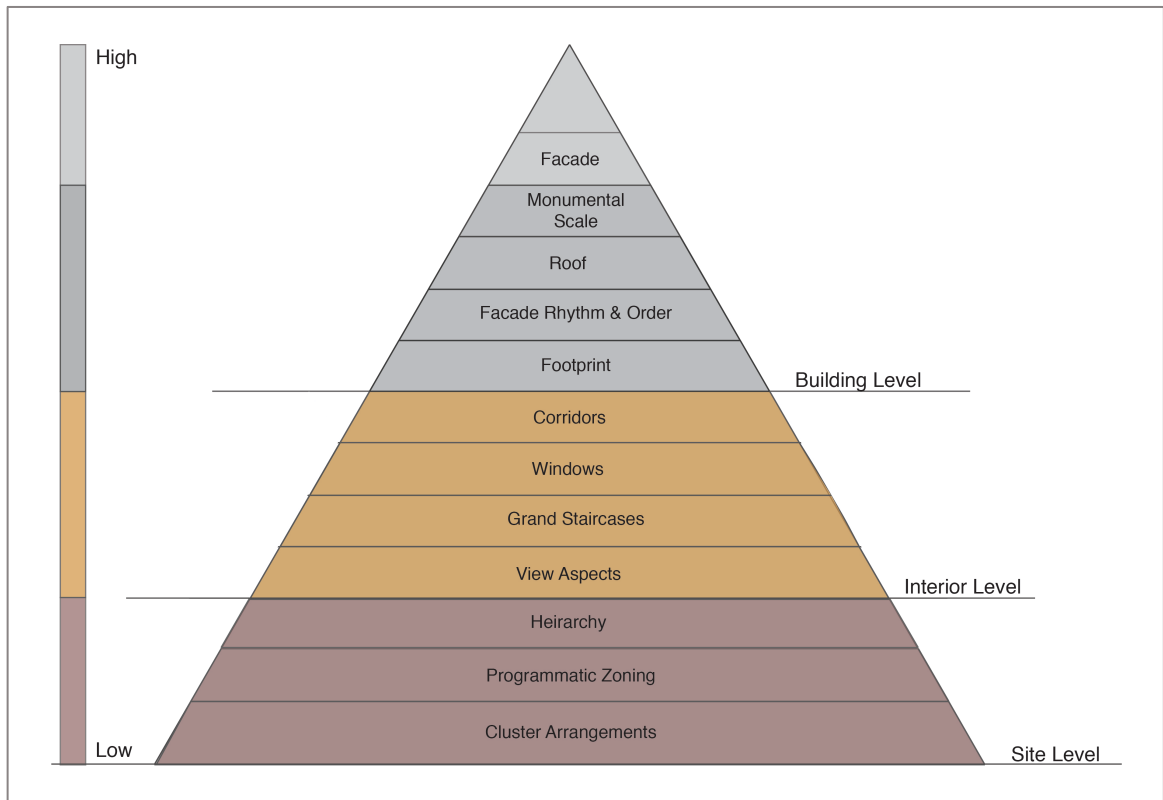 High
Facade
Monumental
Scale
Roof
Facade Rhythm & Order
Footprint
Building Level
Corridors
Windows
Grand Staircases
View Aspects
Interior Level
Heirarchy
Programmatic Zoning
Cluster Arrangements
Low
Site Level